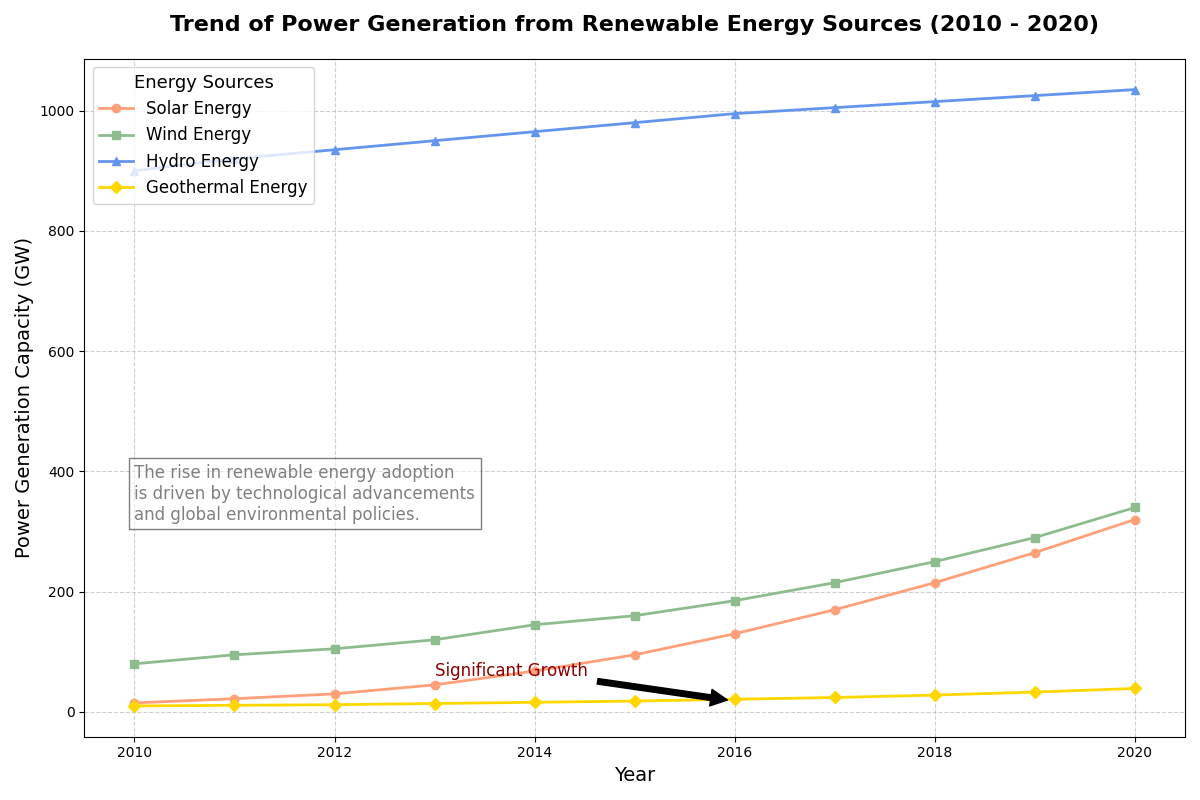 Trend of Power Generation from Renewable Energy Sources (2010 - 2020)
Energy Sources
Solar Energy
Wind Energy
Hydro Energy
Geothermal Energy
Power Generation Capacity (GW)
1000
800
600
400
200
0
The rise in renewable energy adoption
is driven by technological advancements
and global environmental policies.
Significant Growth
2010
2012
2014
2016
2018
2020
Year